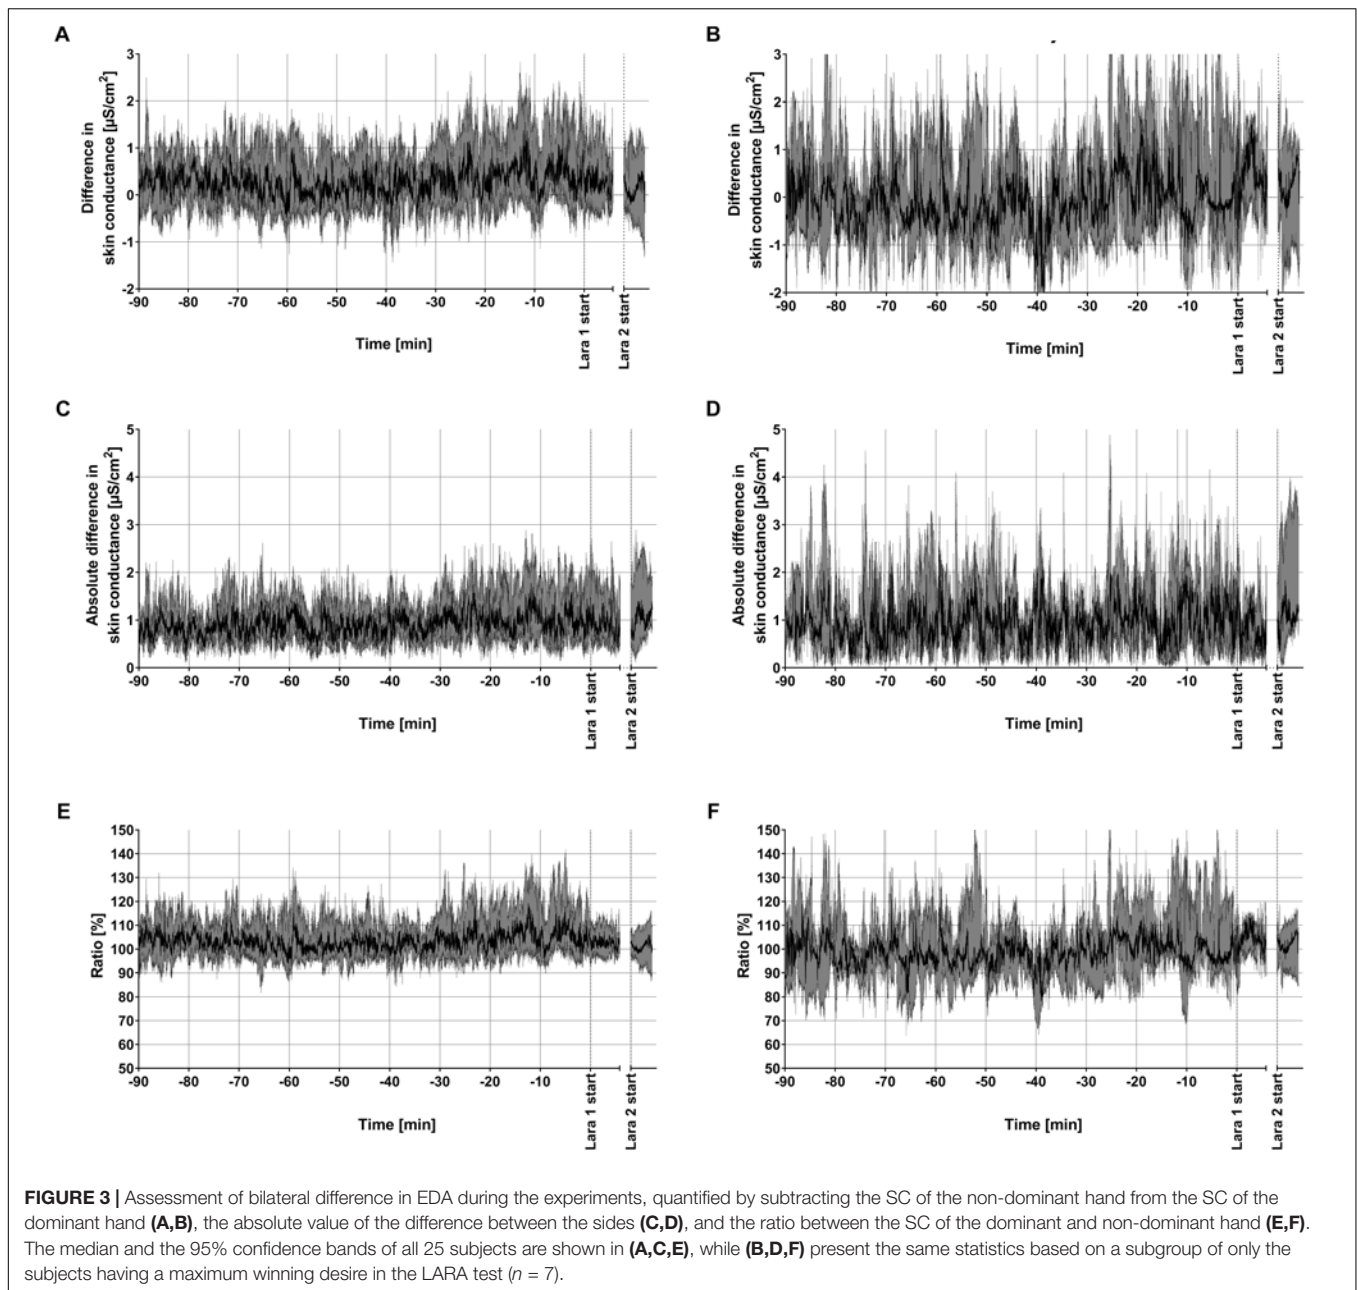 A
Difference in
skin conductance [µS/cm²]
3
2
1
0
-1
-2
-90 -80 -70 -60 -50 -40 -30 -20 -10
Lara 1 start
Lara 2 start
Time [min]
B
Difference in
skin conductance [µS/cm²]
3
2
1
0
-1
-2
-90 -80 -70 -60 -50 -40 -30 -20 -10
Lara 1 start
Lara 2 start
Time [min]
C
Absolute difference in
skin conductance [µS/cm²]
5
4
3
2
1
0
-90 -80 -70 -60 -50 -40 -30 -20 -10
Lara 1 start
Lara 2 start
Time [min]
D
Absolute difference in
skin conductance [µS/cm²]
5
4
3
2
1
0
-90 -80 -70 -60 -50 -40 -30 -20 -10
Lara 1 start
Lara 2 start
Time [min]
E
Ratio [%]
150
140
130
120
110
100
90
80
70
60
50
-90 -80 -70 -60 -50 -40 -30 -20 -10
Lara 1 start
Lara 2 start
Time [min]
F
Ratio [%]
150
140
130
120
110
100
90
80
70
60
50
-90 -80 -70 -60 -50 -40 -30 -20 -10
Lara 1 start
Lara 2 start
Time [min]
FIGURE 3 | Assessment of bilateral difference in EDA during the experiments, quantified by subtracting the SC of the non-dominant hand from the SC of the
dominant hand (A,B), the absolute value of the difference between the sides (C,D), and the ratio between the SC of the dominant and non-dominant hand (E,F).
The median and the 95% confidence bands of all 25 subjects are shown in (A,C,E), while (B,D,F) present the same statistics based on a subgroup of only the
subjects having a maximum winning desire in the LARA test (n = 7).